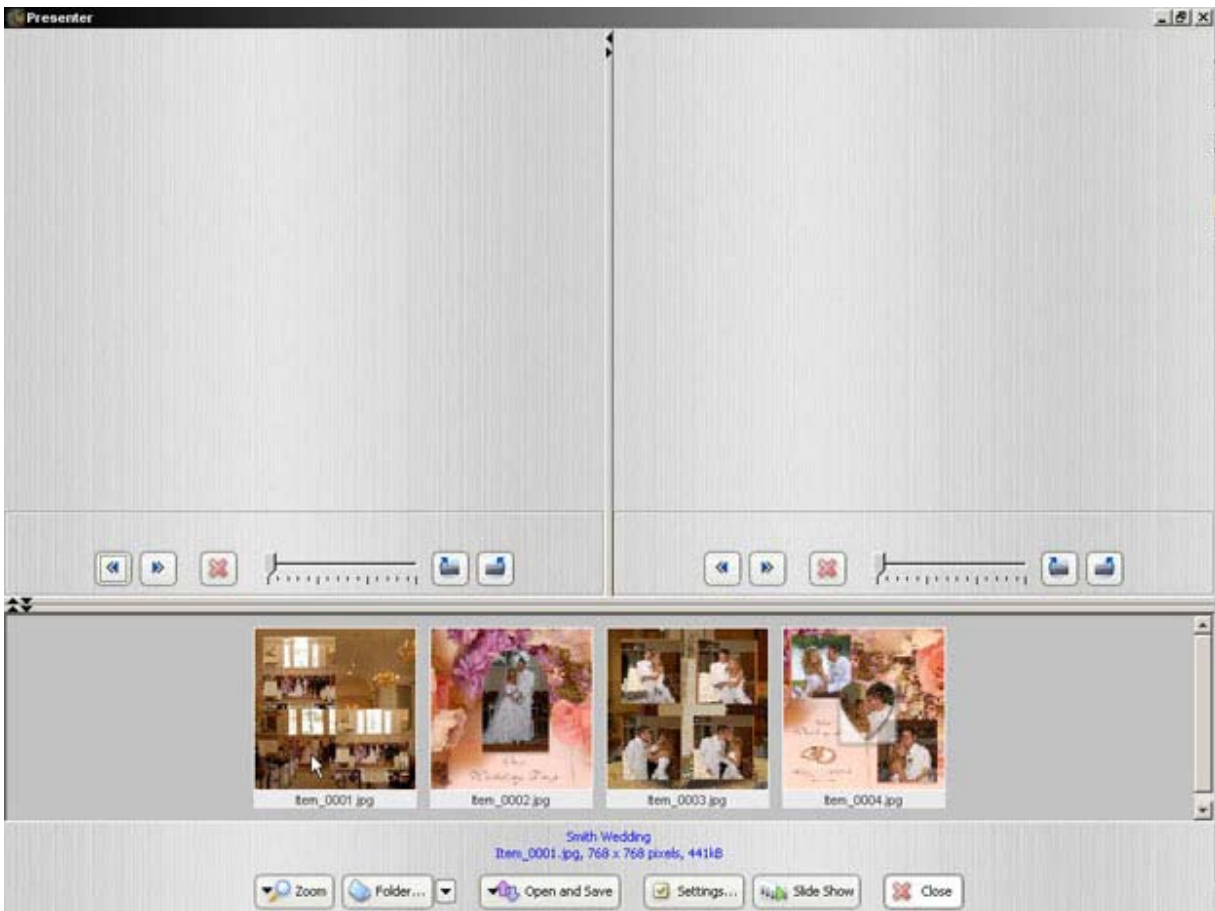 Presenter
Item_0001.jpg
Item_0002.jpg
Item_0003.jpg
Item_0004.jpg
Smith Wedding
Item_0001.jpg, 768 x 768 pixels, 441kB
Zoom
Folder...
Open and Save
Settings...
Slide Show
Close